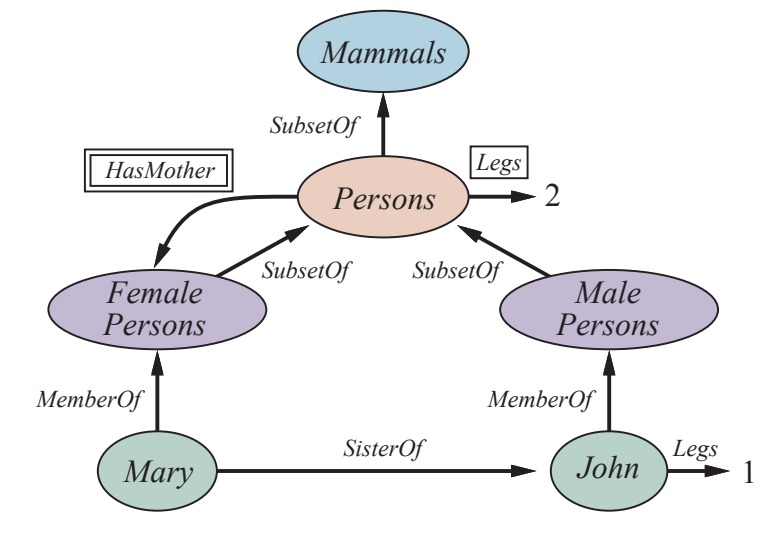 Mammals
SubsetOf
HasMother
Legs
Persons
2
SubsetOf
SubsetOf
Female
Persons
Male
Persons
MemberOf
MemberOf
SisterOf
Legs
Mary
John
1